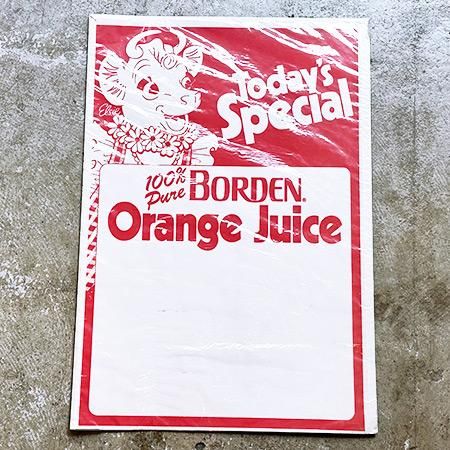 Today's
Special
Elsie
100%
Pure
BORDEN®
Orange Juice